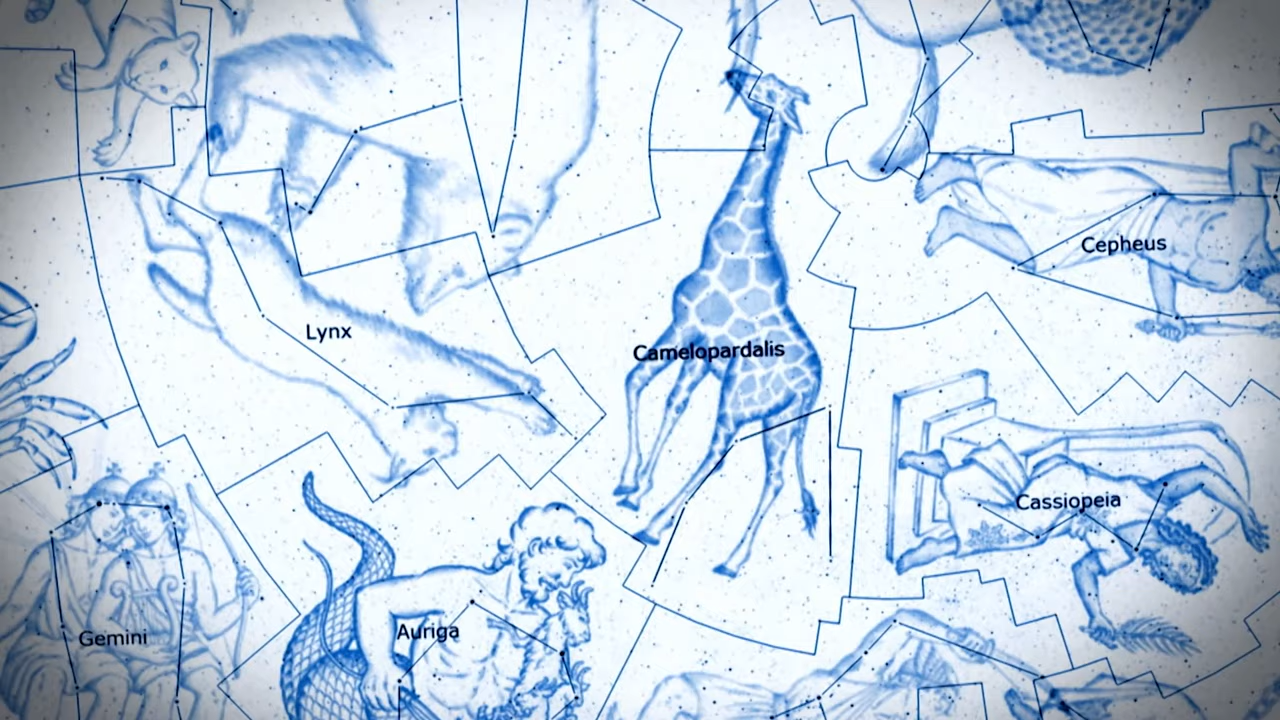 Cepheus
Lynx
Camelopardalis
Cassiopeia
Auriga
Gemini